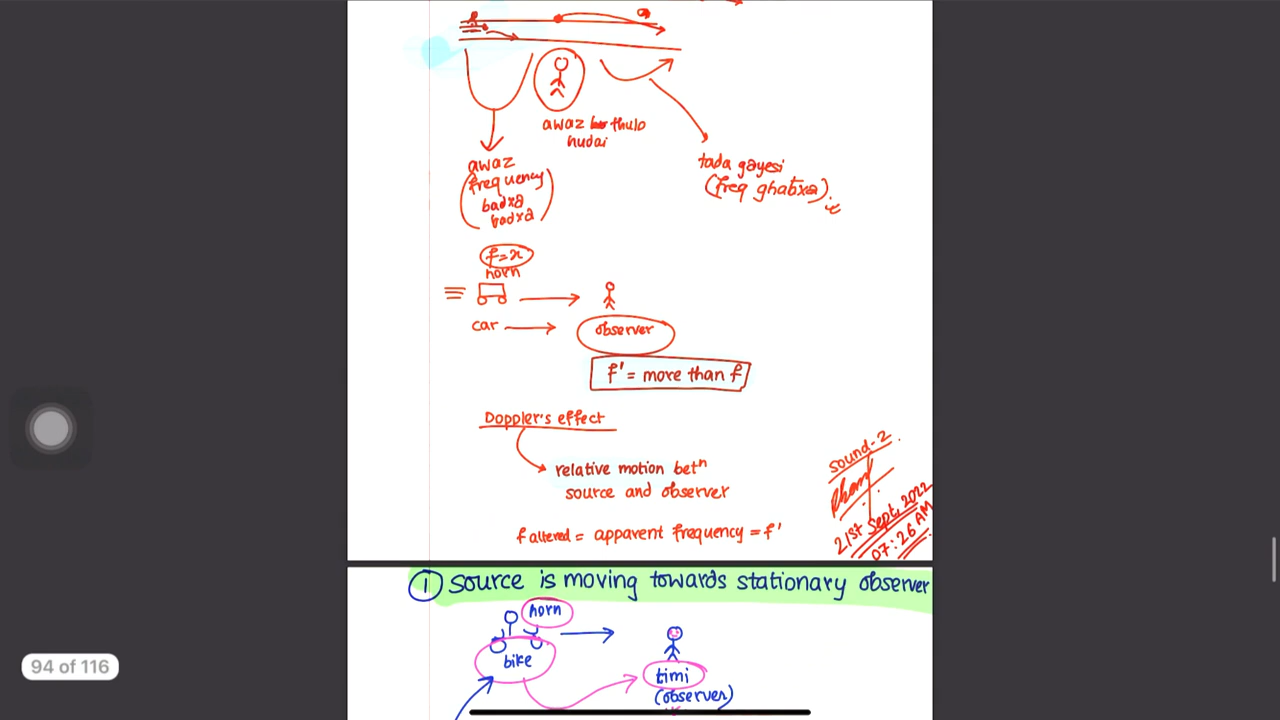 awaz thulo
hudai
awaz
(frequency
badxa
badxa)
tada gayesi
(freq ghatxa)
f=x
horn
car
observer
f' = more than f
Doppler's effect
relative motion betⁿ
source and observer
f altered = apparent frequency = f'
sound-2
21st Sept, 2022
07:26 AM
① source is moving towards stationary observer
horn
bike
timi
(observer)
94 of 116